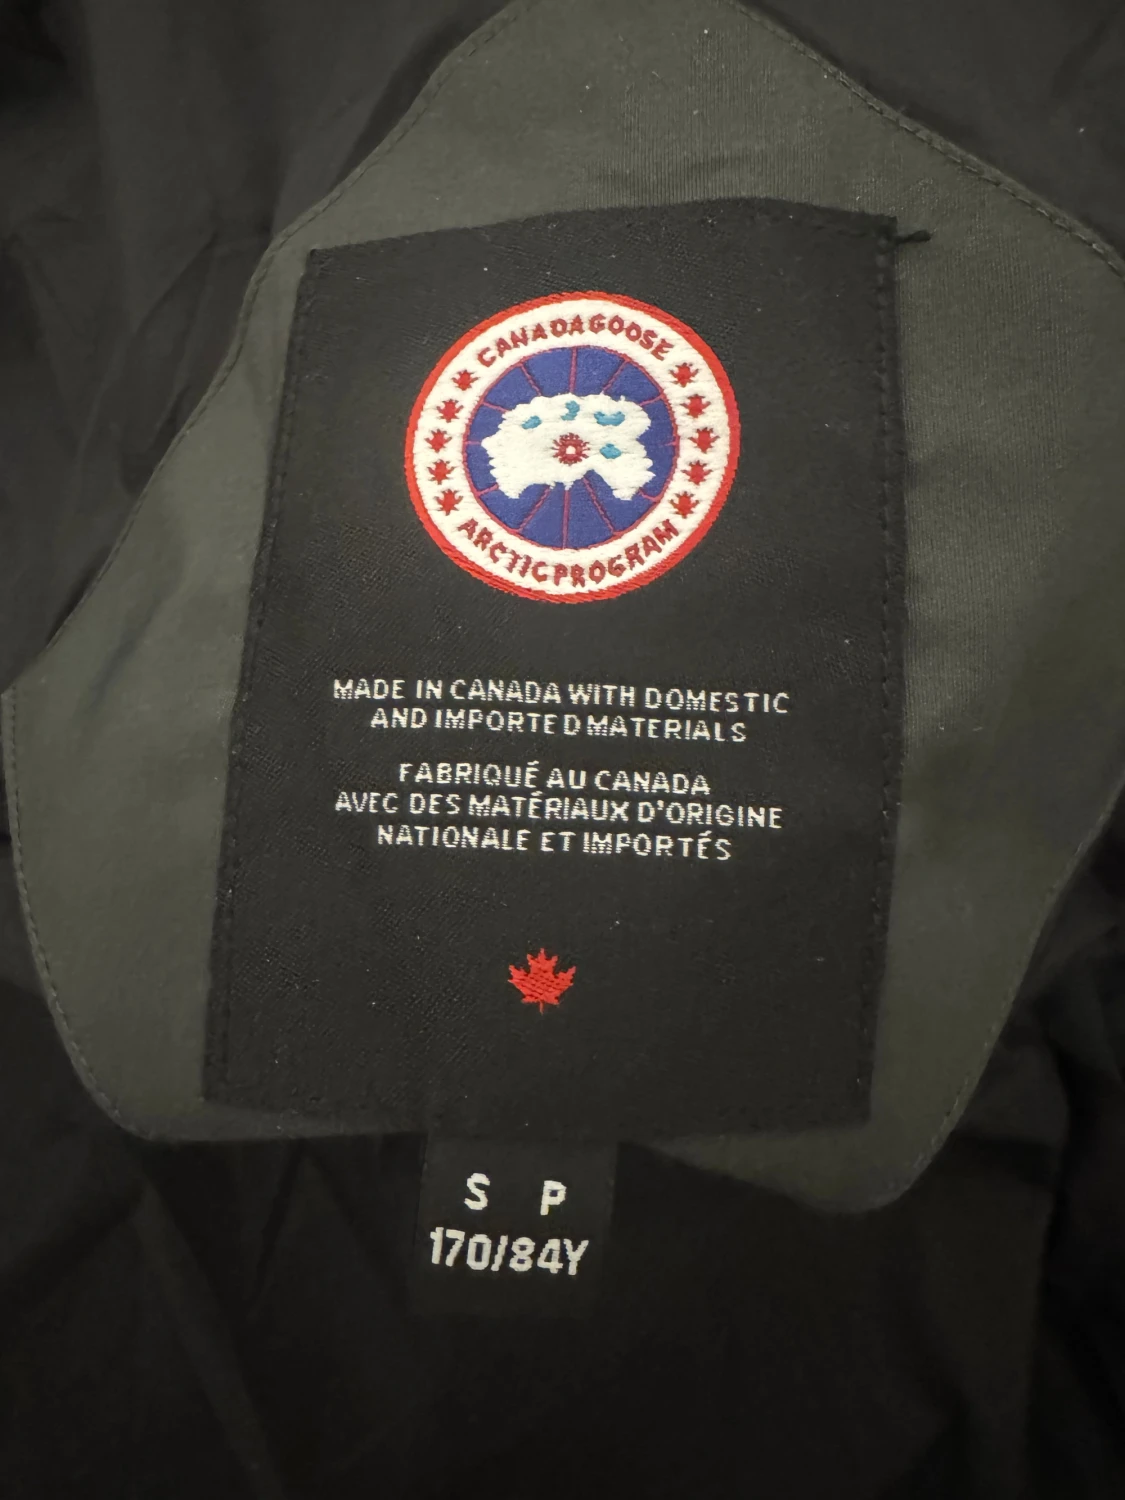 CANADA GOOSE
ARCTIC PROGRAM
MADE IN CANADA WITH DOMESTIC
AND IMPORTED MATERIALS
FABRIQUÉ AU CANADA
AVEC DES MATÉRIAUX D'ORIGINE
NATIONALE ET IMPORTÉS
S P
170/84Y